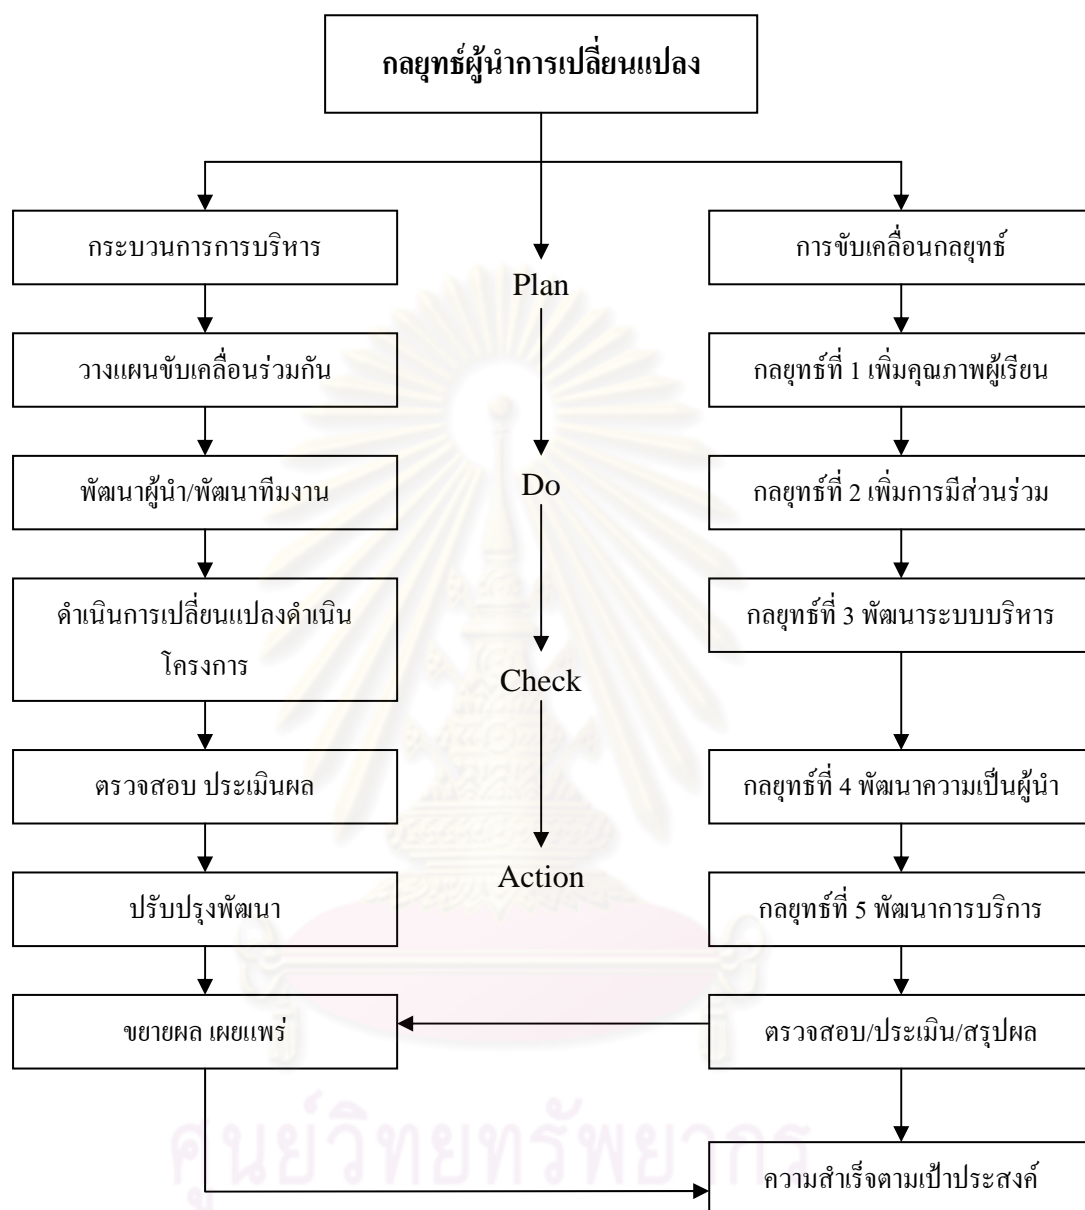 กลยุทธ์ผู้นำการเปลี่ยนแปลง
กระบวนการการบริหาร
วางแผนขับเคลื่อนร่วมกัน
พัฒนาผู้นำ/พัฒนาทีมงาน
ดำเนินการเปลี่ยนแปลงดำเนิน
โครงการ
ตรวจสอบ ประเมินผล
ปรับปรุงพัฒนา
ขยายผล เผยแพร่
Plan
Do
Check
Action
การขับเคลื่อนกลยุทธ์
กลยุทธ์ที่ 1 เพิ่มคุณภาพผู้เรียน
กลยุทธ์ที่ 2 เพิ่มการมีส่วนร่วม
กลยุทธ์ที่ 3 พัฒนาระบบบริหาร
กลยุทธ์ที่ 4 พัฒนาความเป็นผู้นำ
กลยุทธ์ที่ 5 พัฒนาการบริการ
ตรวจสอบ/ประเมิน/สรุปผล
ความสำเร็จตามเป้าประสงค์
ศูนย์วิทยทรัพยากร